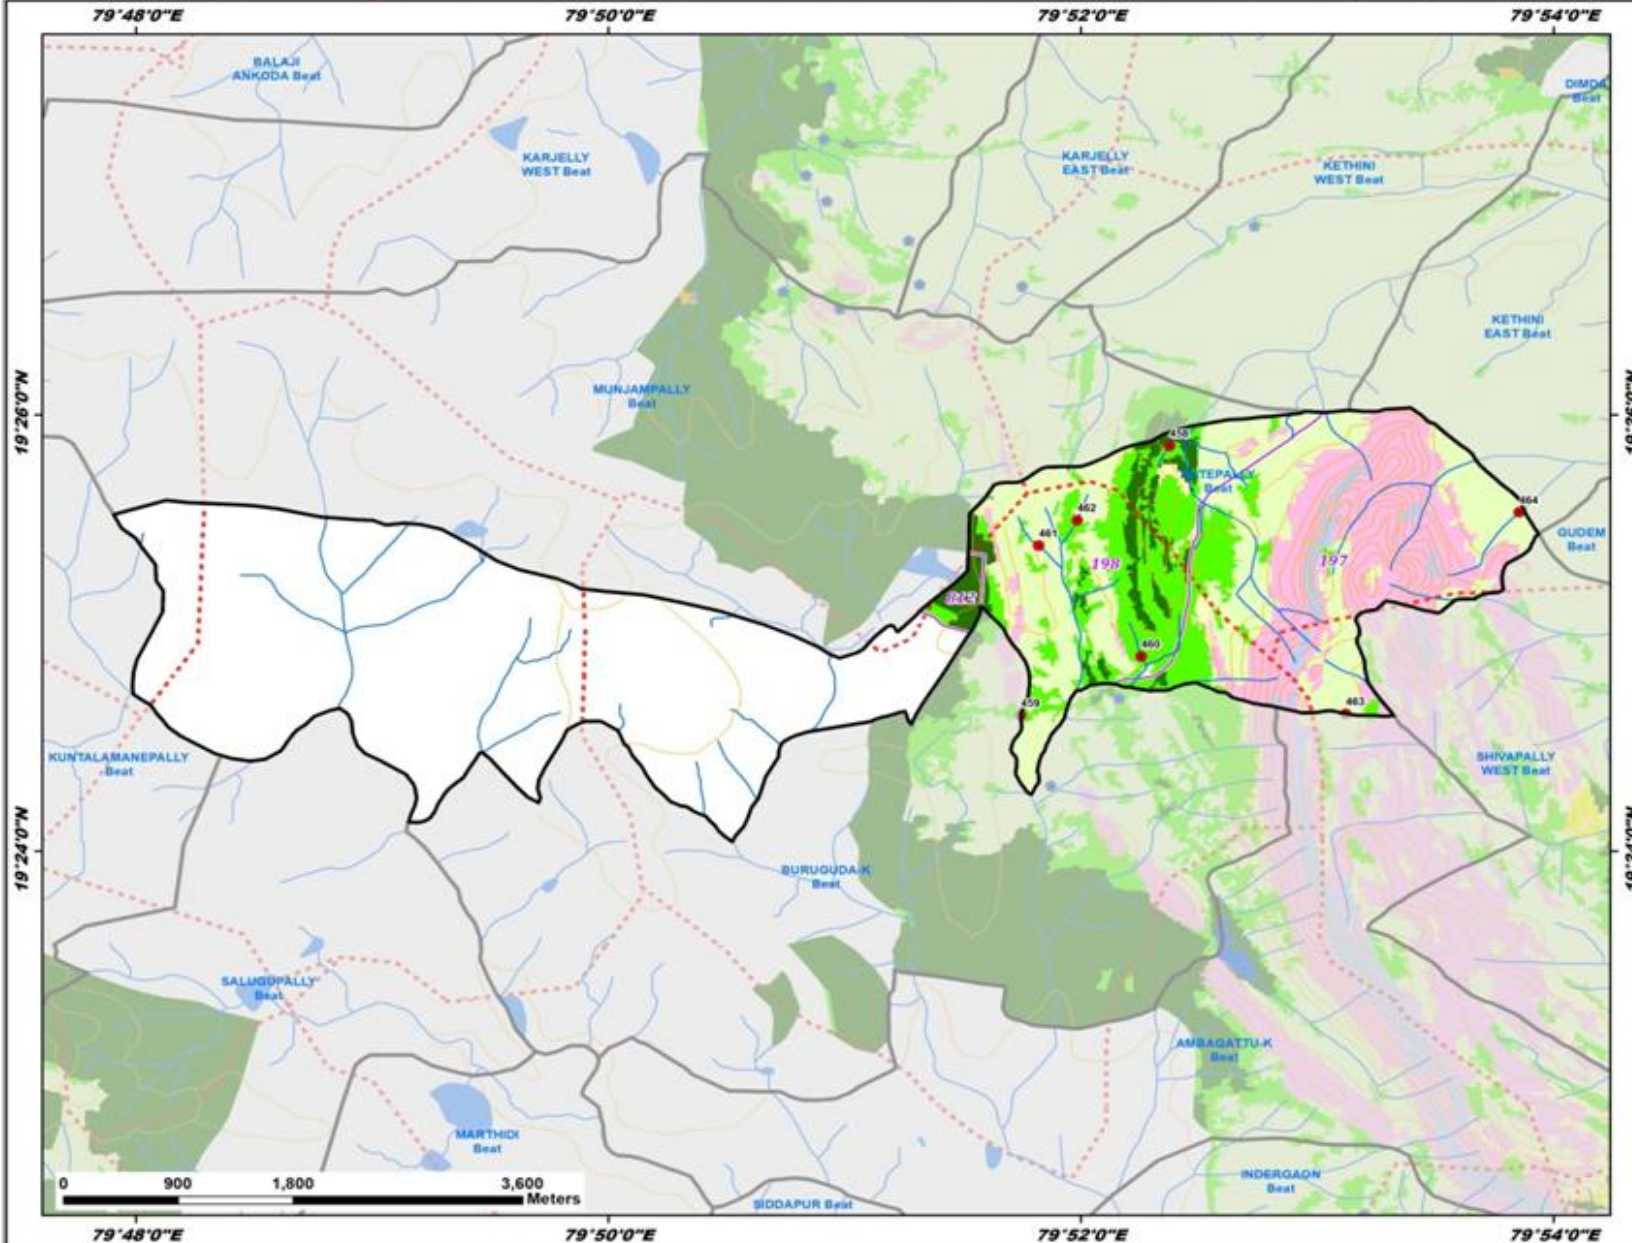 79°48'0"E 79°50'0"E 79°52'0"E 79°54'0"E
BALAJI
ANKODA Beat
DIMDA
Beat
KARJELLY
WEST Beat
KARJELLY
EAST Beat
KETHINI
WEST Beat
KETHINI
EAST Beat
MUNJAMPALLY
Beat
19°26'0"N
458
TEPALLY
Beat
464
462
461
GUDEM
Beat
198
197
212
460
459
463
KUNTALAMANEPALLY
Beat
SHIVAPALLY
WEST Beat
19°24'0"N
BURUGUDA-K
Beat
SALUGUPALLY
Beat
AMBAGATTU-K
Beat
MARTHIDI
Beat
INDERGAON
Beat
SIDDAPUR Beat
0 900 1,800 3,600
Meters
79°48'0"E 79°50'0"E 79°52'0"E 79°54'0"E